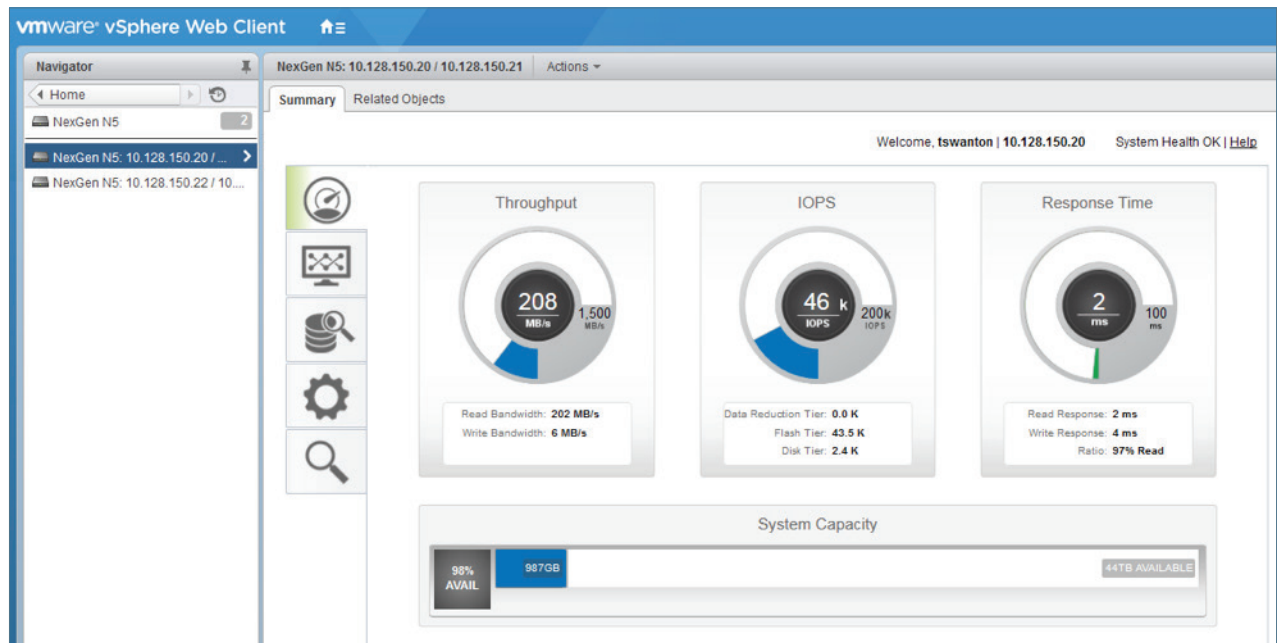 vmware® vSphere Web Client
Navigator
Home
NexGen N5 2
NexGen N5: 10.128.150.20 / ...
NexGen N5: 10.128.150.22 / 10....
NexGen N5: 10.128.150.20 / 10.128.150.21 Actions
Summary Related Objects
Welcome, tswanton | 10.128.150.20 System Health OK | Help
Throughput
208
MB/s
1,500
MB/s
Read Bandwidth: 202 MB/s
Write Bandwidth: 6 MB/s
IOPS
46 k
IOPS
200k
IOPS
Data Reduction Tier: 0.0 K
Flash Tier: 43.5 K
Disk Tier: 2.4 K
Response Time
2
ms
100
ms
Read Response: 2 ms
Write Response: 4 ms
Ratio: 97% Read
System Capacity
98%
AVAIL
987GB
44TB AVAILABLE